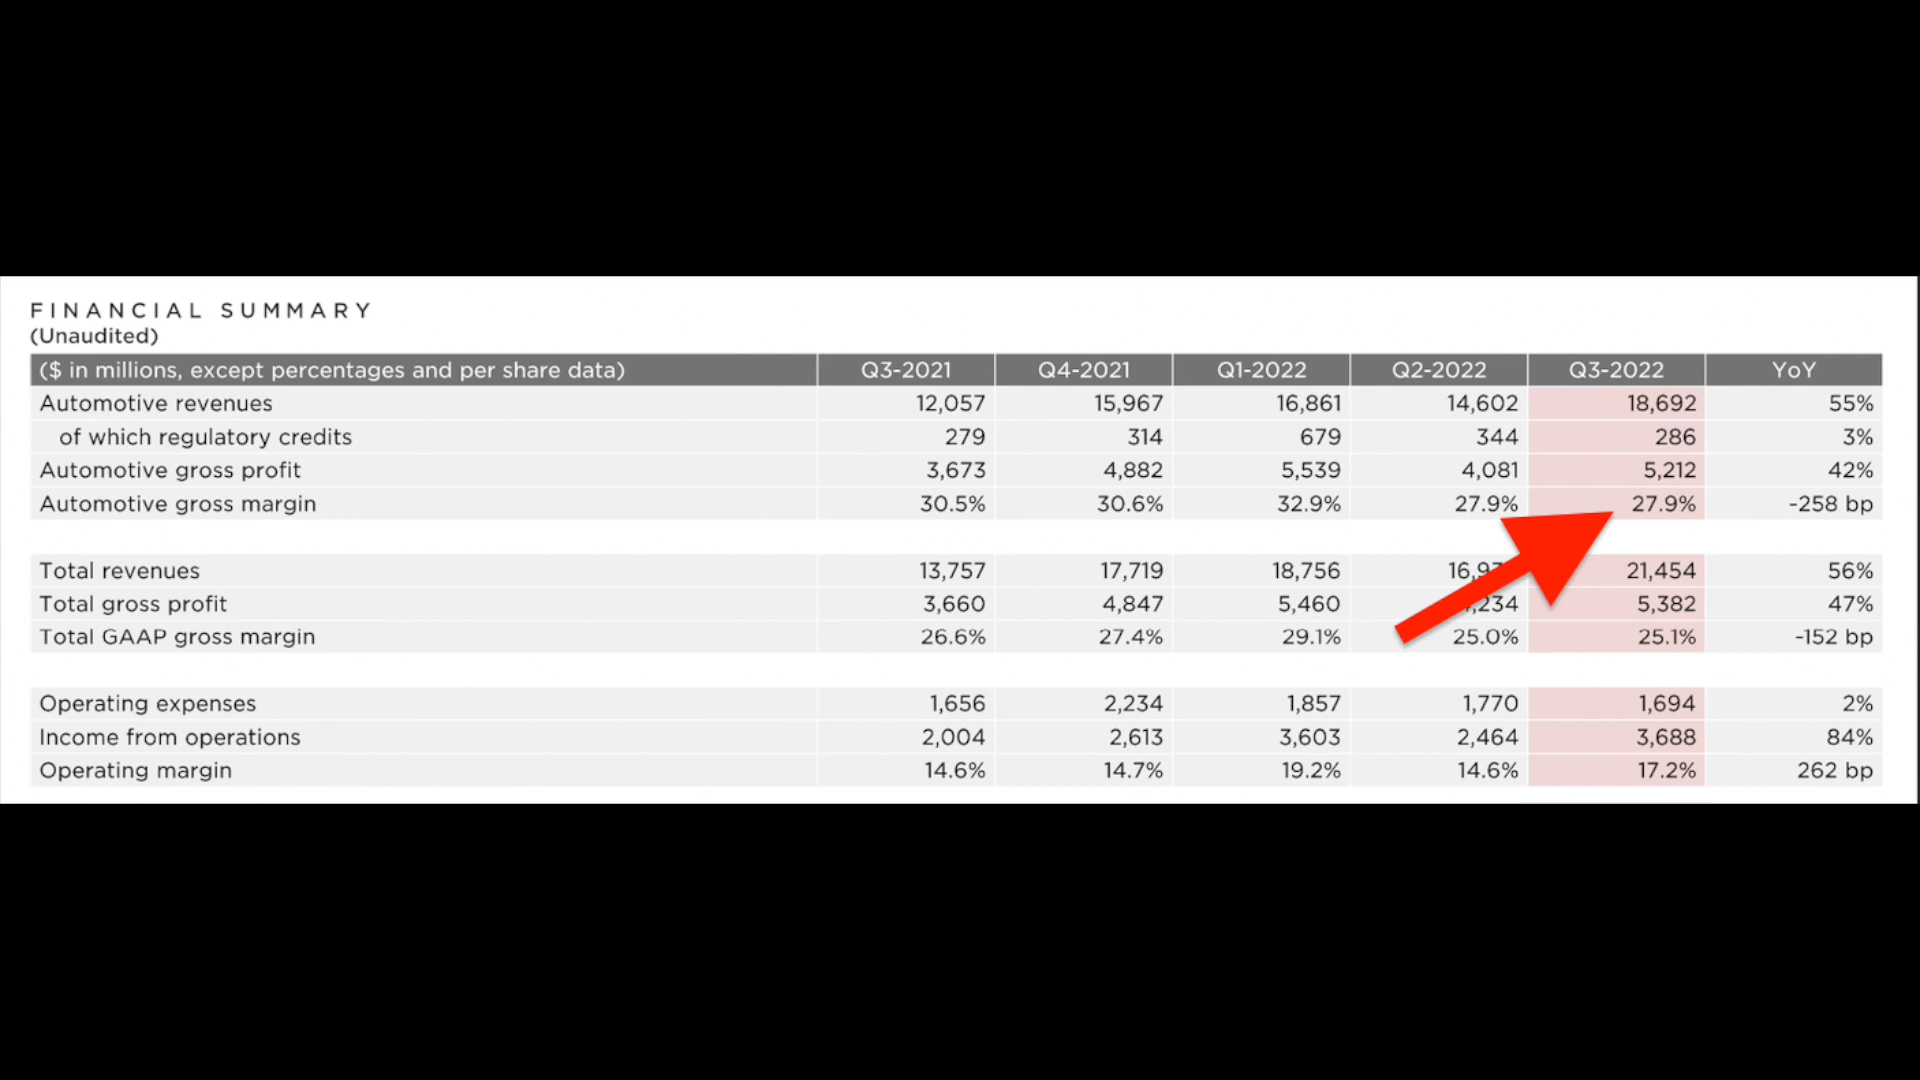 FINANCIAL SUMMARY
(Unaudited)
($ in millions, except percentages and per share data) Q3-2021 Q4-2021 Q1-2022 Q2-2022 Q3-2022 YoY
Automotive revenues 12,057 15,967 16,861 14,602 18,692 55%
of which regulatory credits 279 314 679 344 286 3%
Automotive gross profit 3,673 4,882 5,539 4,081 5,212 42%
Automotive gross margin 30.5% 30.6% 32.9% 27.9% 27.9% -258 bp
Total revenues 13,757 17,719 18,756 21,454 56%
Total gross profit 3,660 4,847 5,460 5,382 47%
Total GAAP gross margin 26.6% 27.4% 29.1% 25.0% 25.1% -152 bp
Operating expenses 1,656 2,234 1,857 1,770 1,694 2%
Income from operations 2,004 2,613 3,603 2,464 3,688 84%
Operating margin 14.6% 14.7% 19.2% 14.6% 17.2% 262 bp